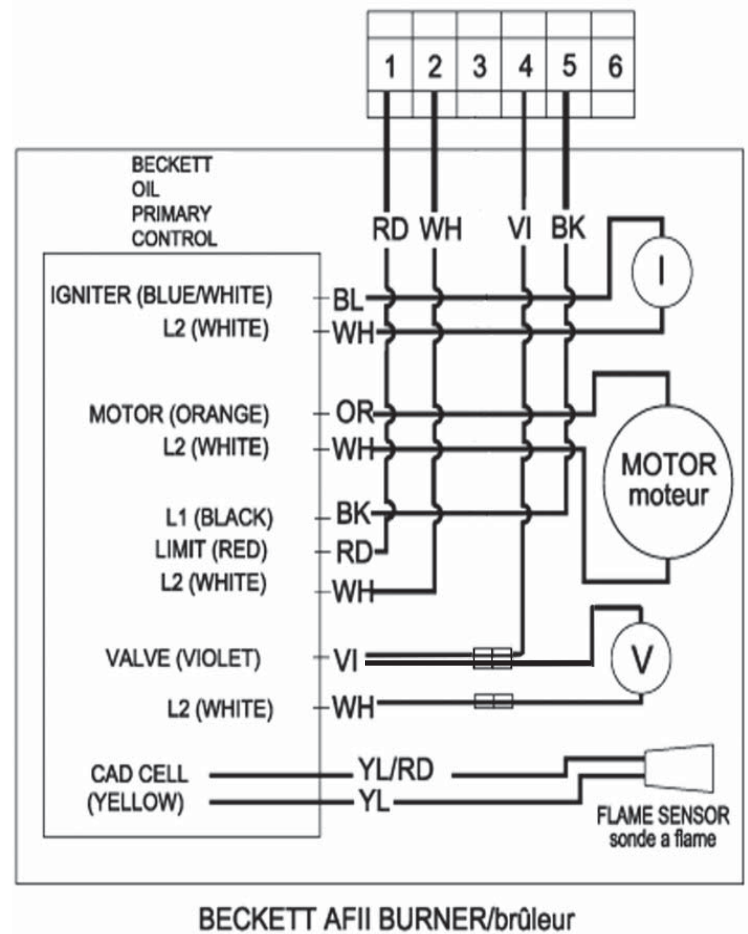 1 2 3 4 5 6
BECKETT
OIL
PRIMARY
CONTROL
RD WH VI BK
IGNITER (BLUE/WHITE) BL
I
L2 (WHITE) WH
MOTOR (ORANGE) OR
L2 (WHITE) WH
MOTOR
moteur
L1 (BLACK) BK
LIMIT (RED) RD
L2 (WHITE) WH
VALVE (VIOLET) VI
V
L2 (WHITE) WH
CAD CELL YL/RD
(YELLOW) YL
FLAME SENSOR
sonde a flame
BECKETT AFII BURNER/brûleur